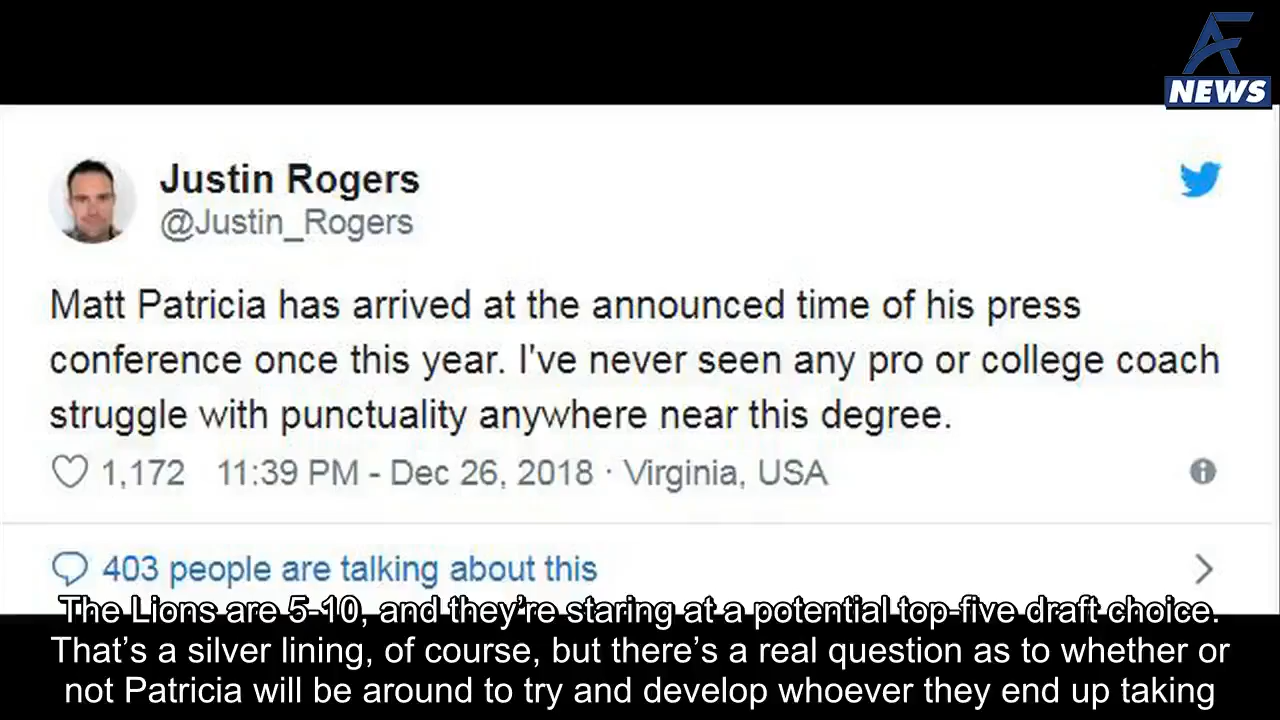 AF
NEWS
Justin Rogers
@Justin_Rogers
Matt Patricia has arrived at the announced time of his press
conference once this year. I've never seen any pro or college coach
struggle with punctuality anywhere near this degree.
1,172 11:39 PM - Dec 26, 2018 · Virginia, USA
403 people are talking about this
The Lions are 5-10, and they’re staring at a potential top-five draft choice.
That’s a silver lining, of course, but there’s a real question as to whether or
not Patricia will be around to try and develop whoever they end up taking